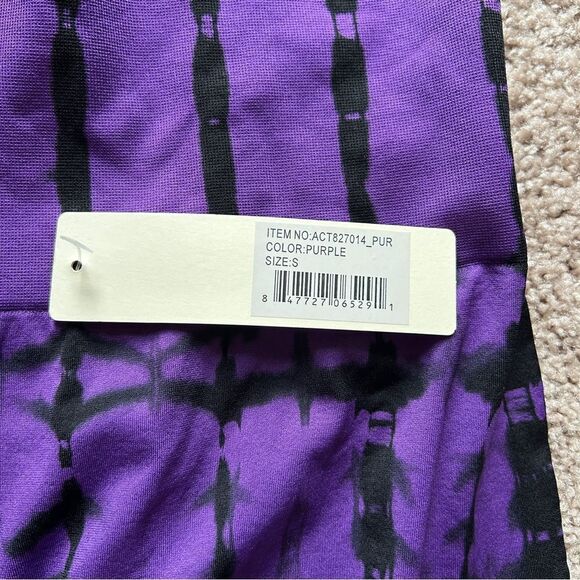 ITEM NO:ACT827014_PUR
COLOR:PURPLE
SIZE:S
8 47727 06529 1